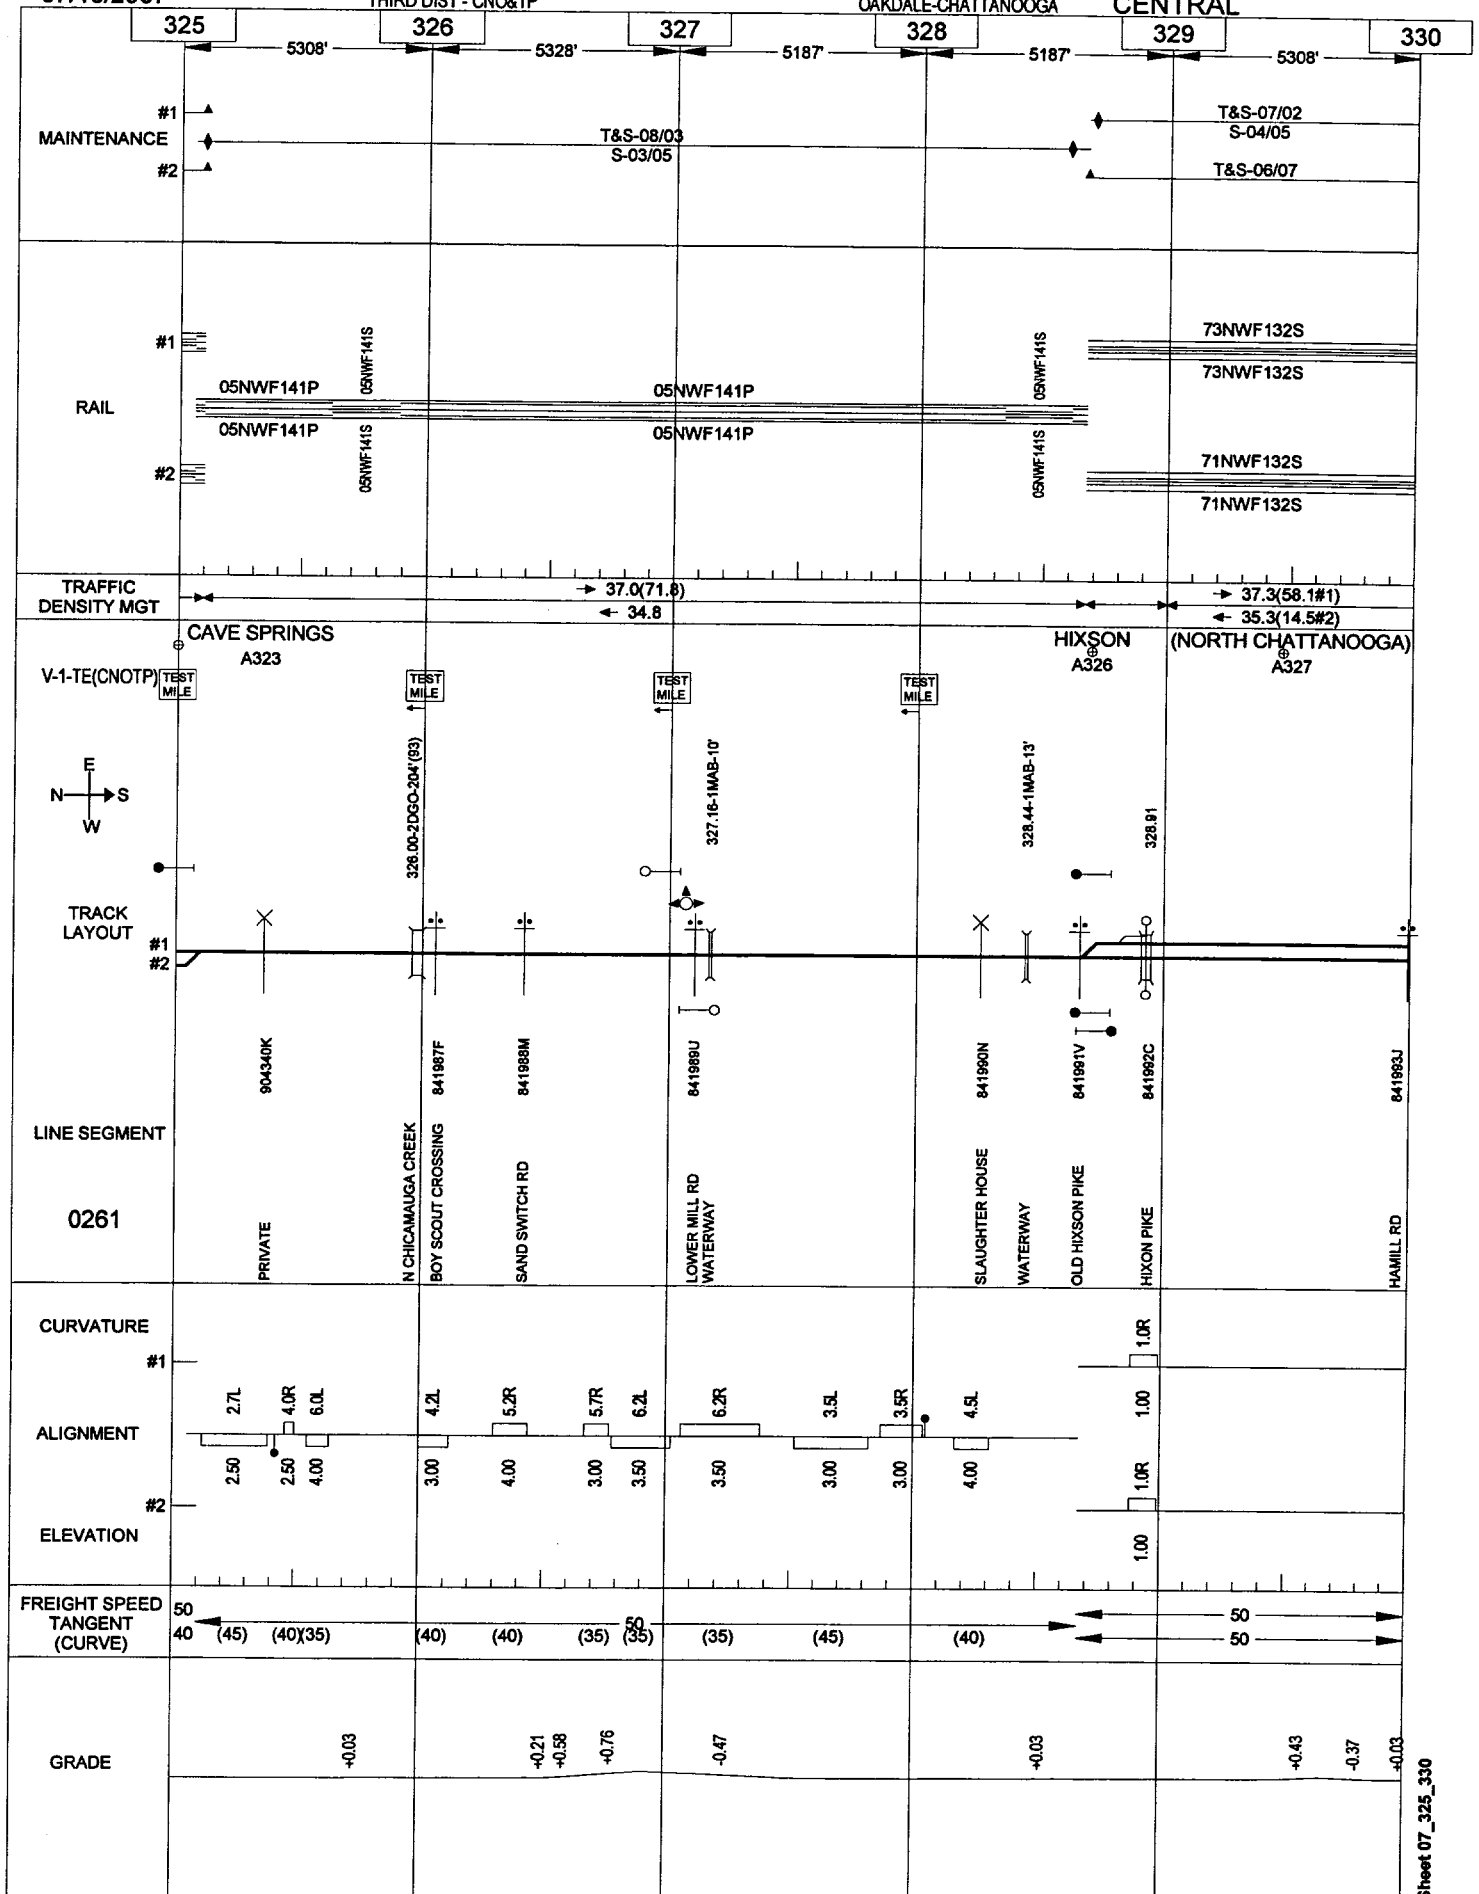 THIRD DIST - CNO&TP
OAKDALE-CHATTANOOGA
CENTRAL
325
326
327
328
329
330
5308'
5328'
5187'
5187'
5308'
MAINTENANCE
#1
#2
T&S-08/03
S-03/05
T&S-07/02
S-04/05
T&S-06/07
RAIL
#1
#2
05NWF141P
05NWF141P
05NWF141S
05NWF141S
05NWF141P
05NWF141P
05NWF141S
05NWF141S
73NWF132S
73NWF132S
71NWF132S
71NWF132S
TRAFFIC
DENSITY MGT
37.0(71.8)
34.8
37.3(58.1#1)
35.3(14.5#2)
CAVE SPRINGS
A323
HIXSON
A326
(NORTH CHATTANOOGA)
A327
V-1-TE(CNOTP)
TEST
MILE
TEST
MILE
TEST
MILE
TEST
MILE
E
N S
W
326.00-2DGO-204'(93)
327.16-1MAB-10'
328.44-1MAB-13'
328.91
TRACK
LAYOUT
#1
#2
904340K
841987F
841988M
841989U
841990N
841991V
841992C
841993J
LINE SEGMENT
0261
PRIVATE
N CHICAMAUGA CREEK
BOY SCOUT CROSSING
SAND SWITCH RD
LOWER MILL RD
WATERWAY
SLAUGHTER HOUSE
WATERWAY
OLD HIXSON PIKE
HIXON PIKE
HAMILL RD
CURVATURE
#1
1.0R
1.00
ALIGNMENT
2.7L
4.0R
6.0L
4.2L
5.2R
5.7R
6.2L
6.2R
3.5L
3.5R
4.5L
2.50
2.50
4.00
3.00
4.00
3.00
3.50
3.50
3.00
3.00
4.00
#2
1.0R
1.00
ELEVATION
FREIGHT SPEED
TANGENT
(CURVE)
50
40
(45)
(40)
(35)
(40)
(40)
50
(35)
(35)
(35)
(45)
(40)
50
50
GRADE
+0.03
+0.21
+0.58
+0.76
-0.47
+0.03
+0.43
-0.37
+0.03
Sheet 07_325_330